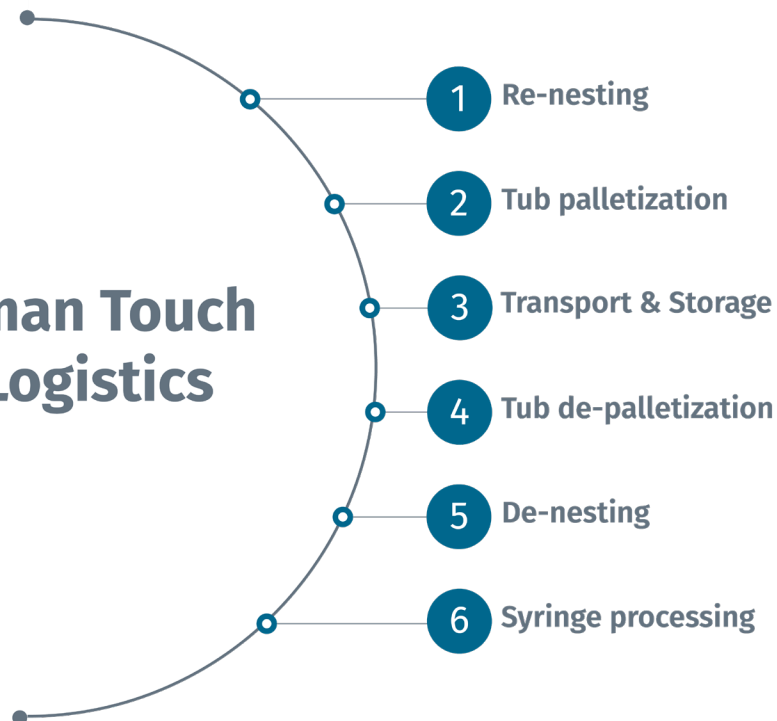 man Touch
Logistics
1 Re-nesting
2 Tub palletization
3 Transport & Storage
4 Tub de-palletization
5 De-nesting
6 Syringe processing